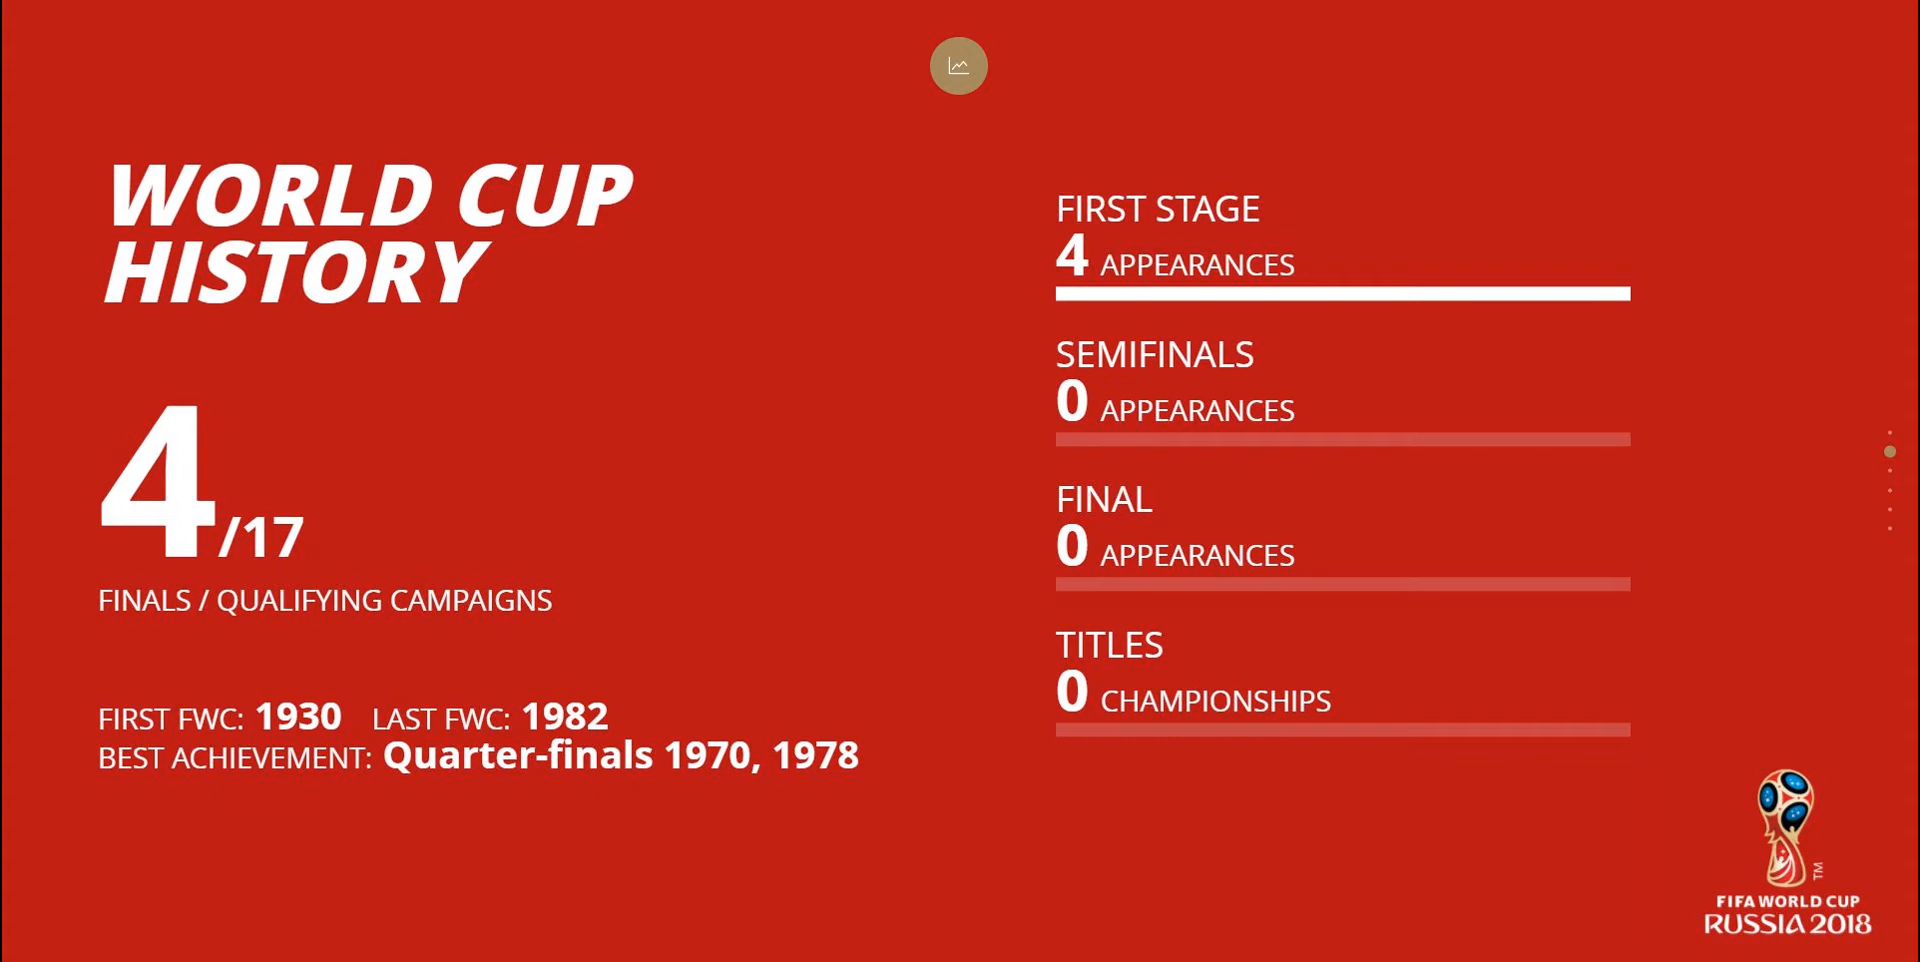 WORLD CUP
HISTORY
4/17
FINALS / QUALIFYING CAMPAIGNS
FIRST FWC: 1930 LAST FWC: 1982
BEST ACHIEVEMENT: Quarter-finals 1970, 1978
FIRST STAGE
4 APPEARANCES
SEMIFINALS
0 APPEARANCES
FINAL
0 APPEARANCES
TITLES
0 CHAMPIONSHIPS
TM
FIFA WORLD CUP
RUSSIA 2018